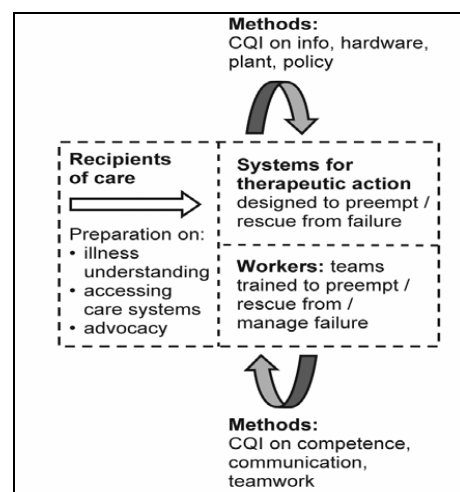 Methods:
CQI on info, hardware,
plant, policy
Recipients
of care
Preparation on:
• illness
understanding
• accessing
care systems
• advocacy
Systems for
therapeutic action
designed to preempt /
rescue from failure
Workers: teams
trained to preempt /
rescue from /
manage failure
Methods:
CQI on competence,
communication,
teamwork